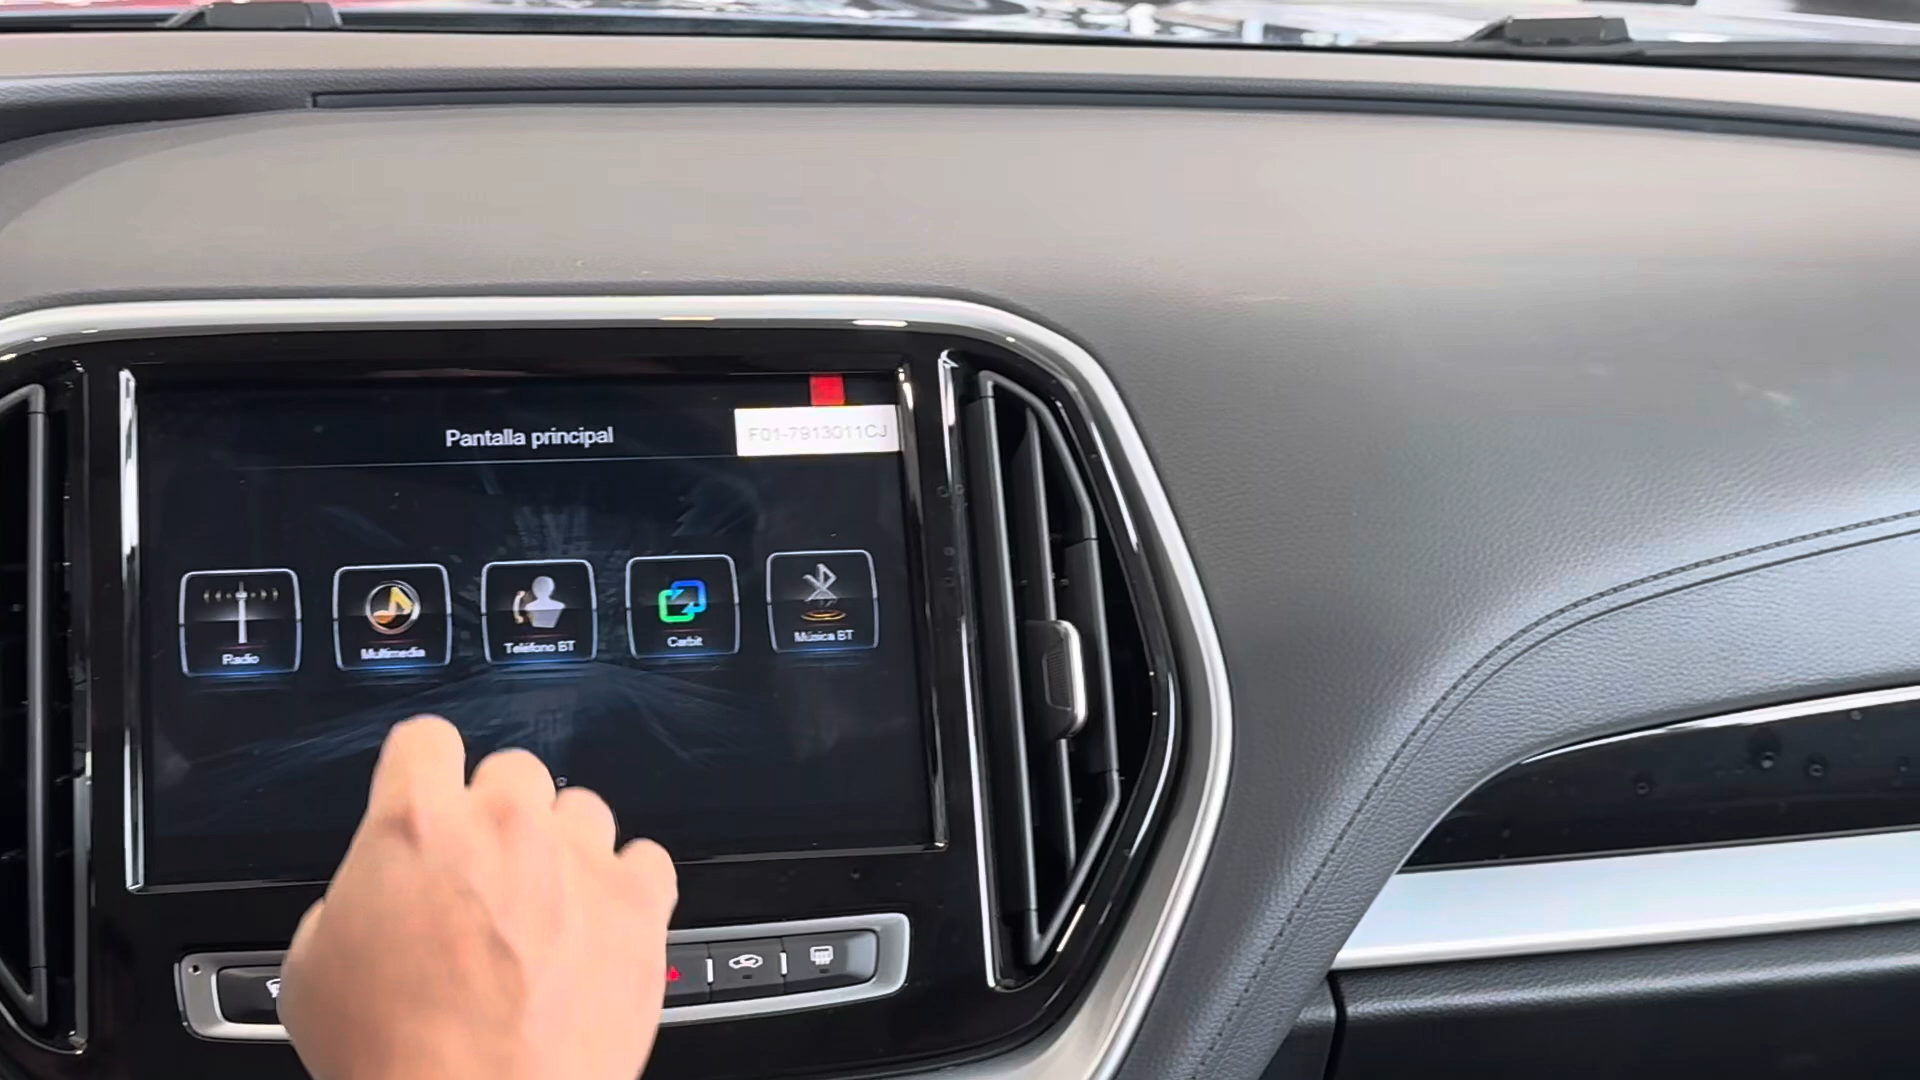 Pantalla principal
F01-7913011CJ
Radio
Multimedia
Teléfono BT
Carbit
Música BT